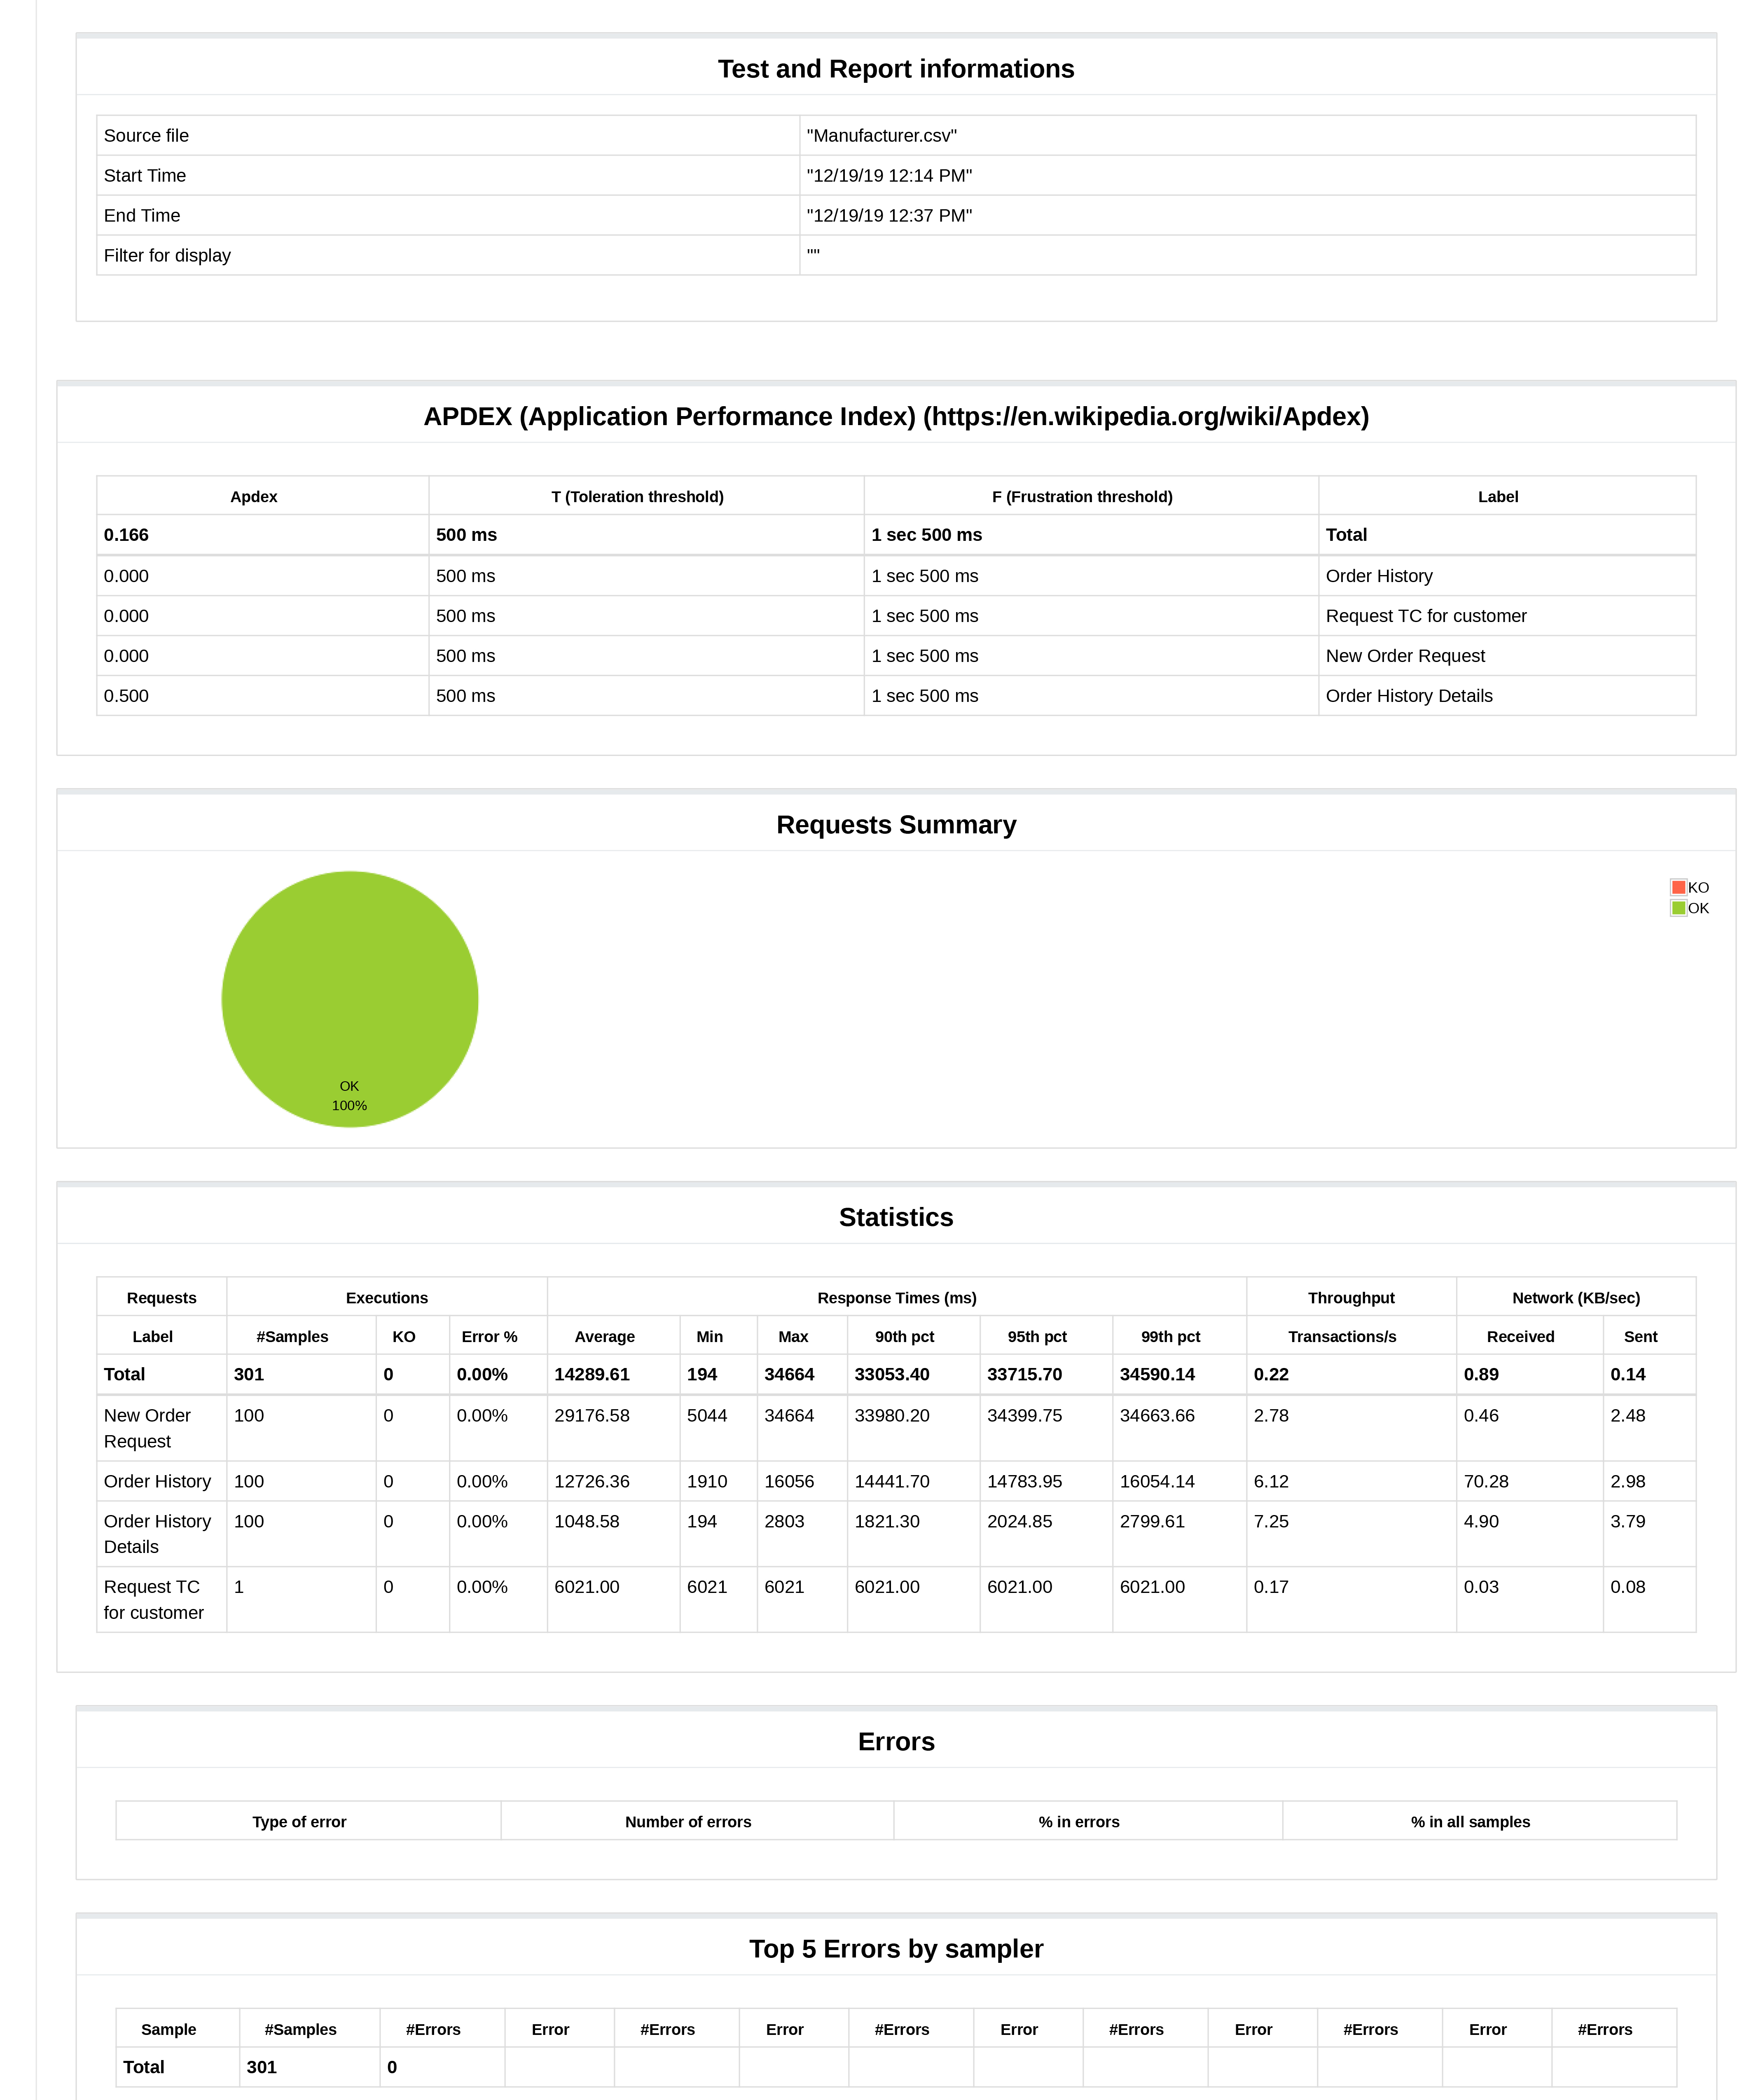 Test and Report informations
Source file "Manufacturer.csv"
Start Time "12/19/19 12:14 PM"
End Time "12/19/19 12:37 PM"
Filter for display ""
APDEX (Application Performance Index) (https://en.wikipedia.org/wiki/Apdex)
Apdex T (Toleration threshold) F (Frustration threshold) Label
0.166 500 ms 1 sec 500 ms Total
0.000 500 ms 1 sec 500 ms Order History
0.000 500 ms 1 sec 500 ms Request TC for customer
0.000 500 ms 1 sec 500 ms New Order Request
0.500 500 ms 1 sec 500 ms Order History Details
Requests Summary
KO
OK
OK
100%
Statistics
Requests Executions Response Times (ms) Throughput Network (KB/sec)
Label #Samples KO Error % Average Min Max 90th pct 95th pct 99th pct Transactions/s Received Sent
Total 301 0 0.00% 14289.61 194 34664 33053.40 33715.70 34590.14 0.22 0.89 0.14
New Order 100 0 0.00% 29176.58 5044 34664 33980.20 34399.75 34663.66 2.78 0.46 2.48
Request
Order History 100 0 0.00% 12726.36 1910 16056 14441.70 14783.95 16054.14 6.12 70.28 2.98
Order History 100 0 0.00% 1048.58 194 2803 1821.30 2024.85 2799.61 7.25 4.90 3.79
Details
Request TC 1 0 0.00% 6021.00 6021 6021 6021.00 6021.00 6021.00 0.17 0.03 0.08
for customer
Errors
Type of error Number of errors % in errors % in all samples
Top 5 Errors by sampler
Sample #Samples #Errors Error #Errors Error #Errors Error #Errors Error #Errors Error #Errors
Total 301 0